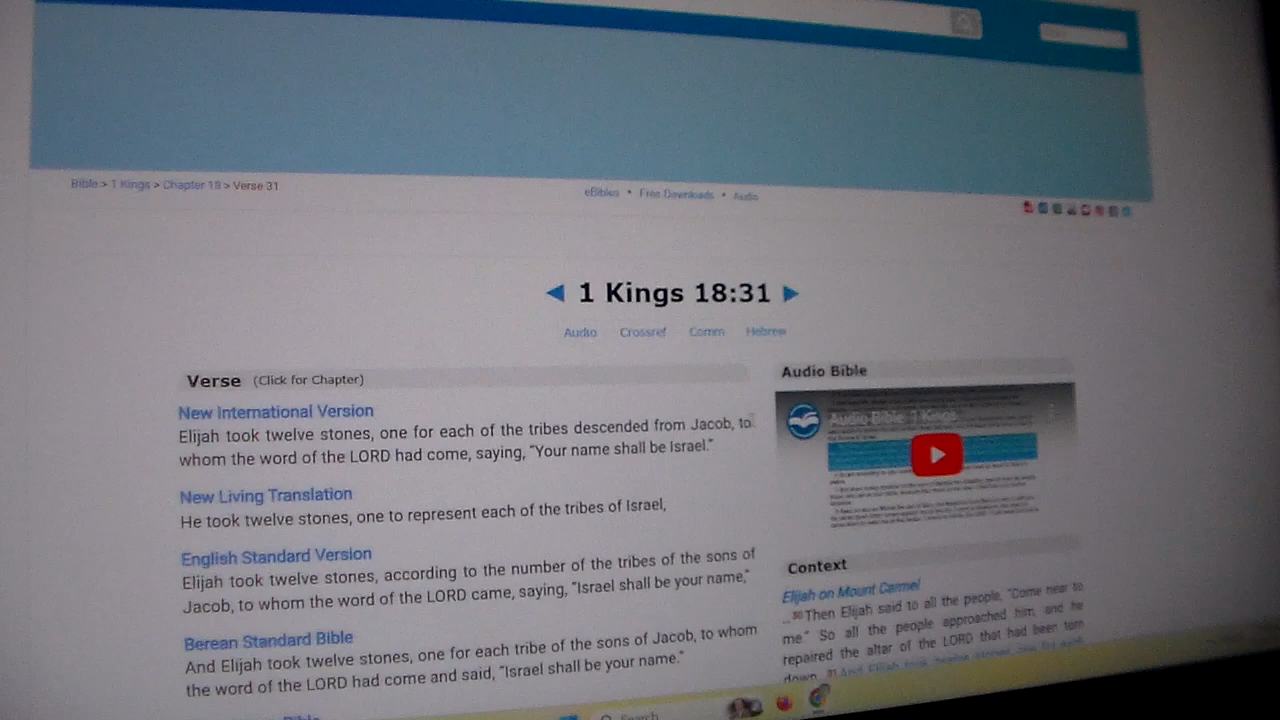 Bible > 1 Kings > Chapter 18 > Verse 31
eBibles • Free Downloads • Audio
◄ 1 Kings 18:31 ►
Audio Crossref Comm Hebrew
Verse (Click for Chapter)
New International Version
Elijah took twelve stones, one for each of the tribes descended from Jacob, to
whom the word of the LORD had come, saying, “Your name shall be Israel.”
New Living Translation
He took twelve stones, one to represent each of the tribes of Israel,
English Standard Version
Elijah took twelve stones, according to the number of the tribes of the sons of
Jacob, to whom the word of the LORD came, saying, “Israel shall be your name,”
Berean Standard Bible
And Elijah took twelve stones, one for each tribe of the sons of Jacob, to whom
the word of the LORD had come and said, “Israel shall be your name.”
Bible
Audio Bible
Audio Bible: 1 Kings
Context
Elijah on Mount Carmel
…30Then Elijah said to all the people, “Come near to
me.” So all the people approached him, and he
repaired the altar of the LORD that had been torn
down. 31And Elijah took twelve stones, one for each
Search